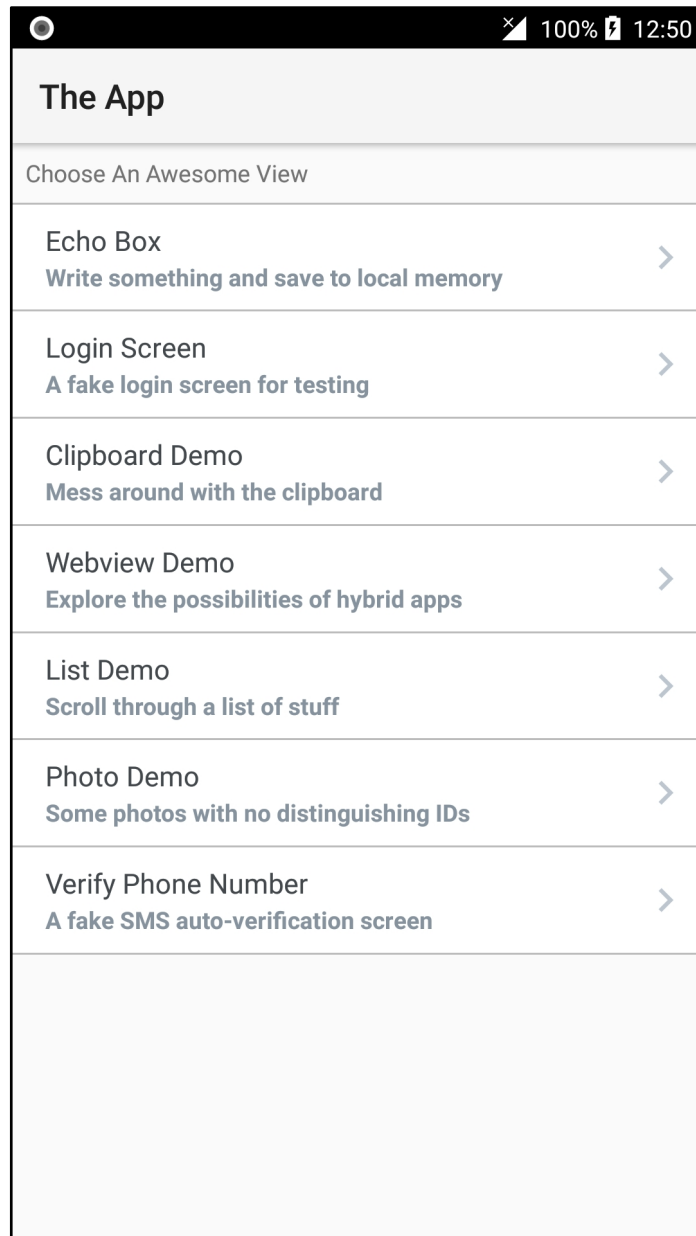 100% 12:50
The App
Choose An Awesome View
Echo Box
Write something and save to local memory
Login Screen
A fake login screen for testing
Clipboard Demo
Mess around with the clipboard
Webview Demo
Explore the possibilities of hybrid apps
List Demo
Scroll through a list of stuff
Photo Demo
Some photos with no distinguishing IDs
Verify Phone Number
A fake SMS auto-verification screen